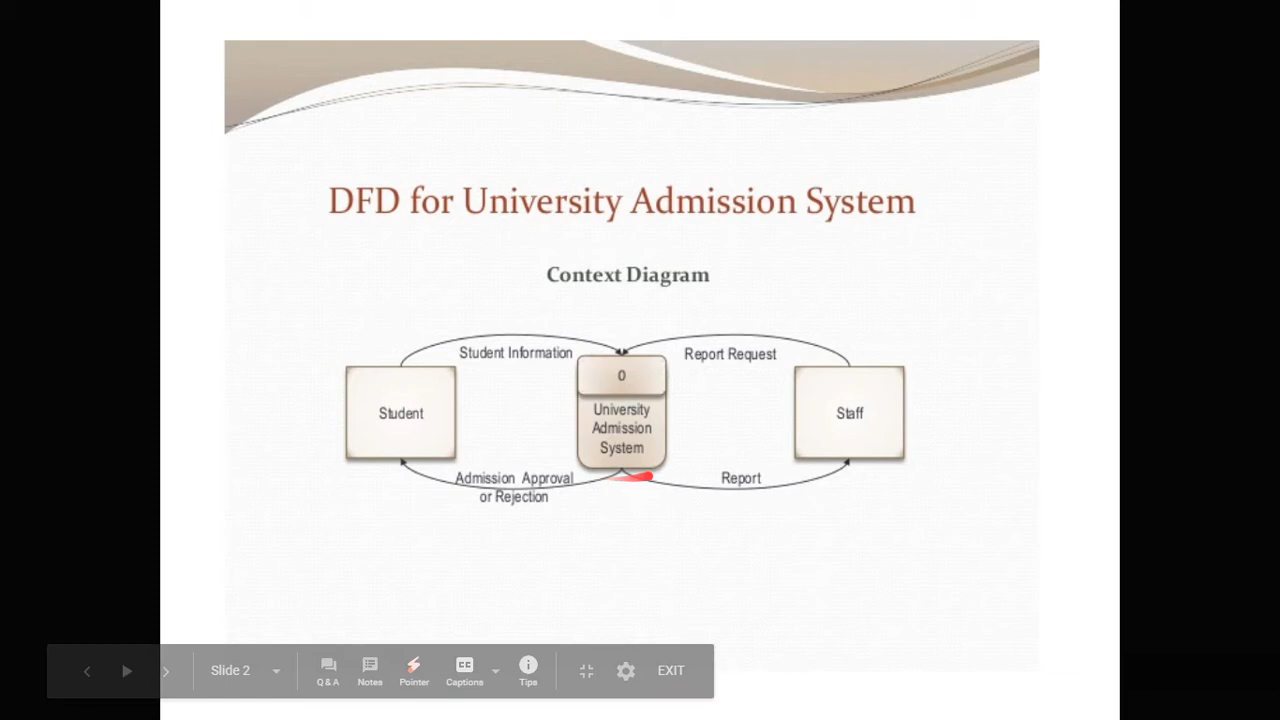 DFD for University Admission System
Context Diagram
Student Information
Report Request
0
Student
University
Admission
System
Staff
Admission Approval
or Rejection
Report
Slide 2
Q & A
Notes
Pointer
CC
Captions
Tips
EXIT